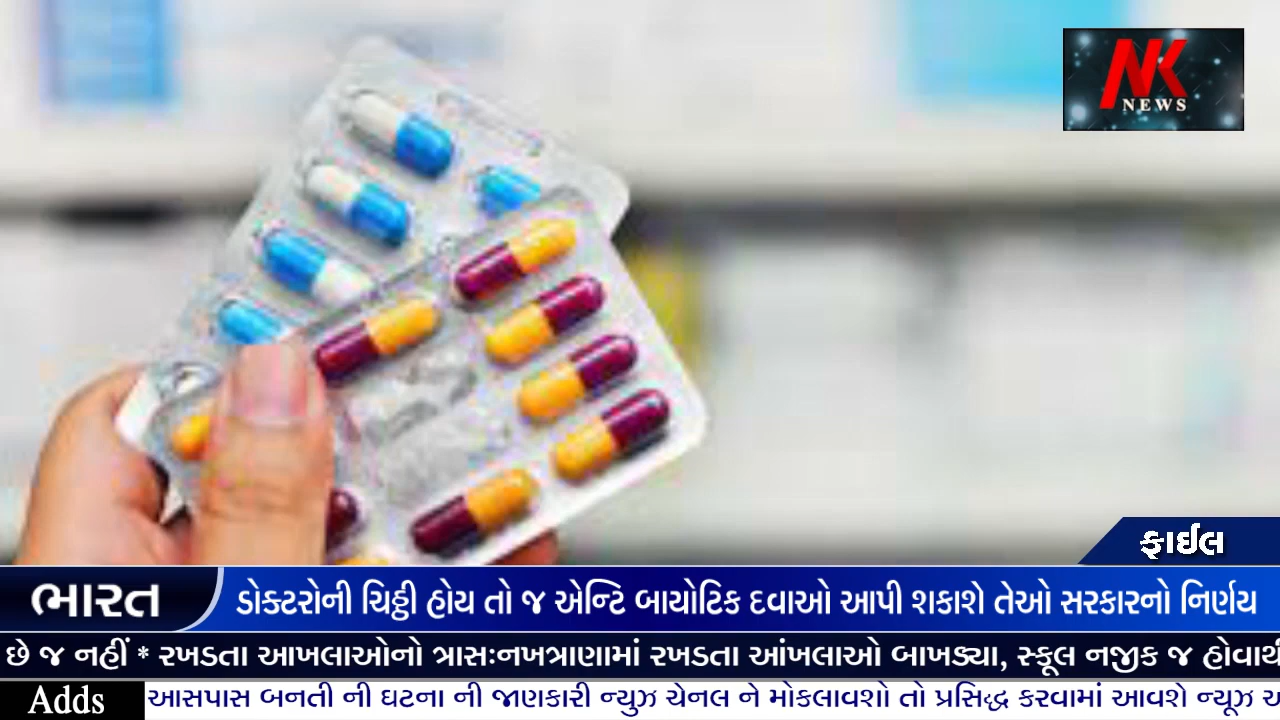 NK
NEWS
ફાઈલ
ભારત
ડોક્ટરોની ચિઠ્ઠી હોય તો જ એન્ટિ બાયોટિક દવાઓ આપી શકાશે તેઓ સરકારનો નિર્ણય
છે જ નહીં * રખડતા આખલાઓનો ત્રાસઃનખત્રાણામાં રખડતા આંખલાઓ બાખડ્યા, સ્કૂલ નજીક જ હોવાથી
Adds
આસપાસ બનતી ની ઘટના ની જાણકારી ન્યુઝ ચેનલ ને મોકલાવશો તો પ્રસિદ્ધ કરવામાં આવશે ન્યૂઝ